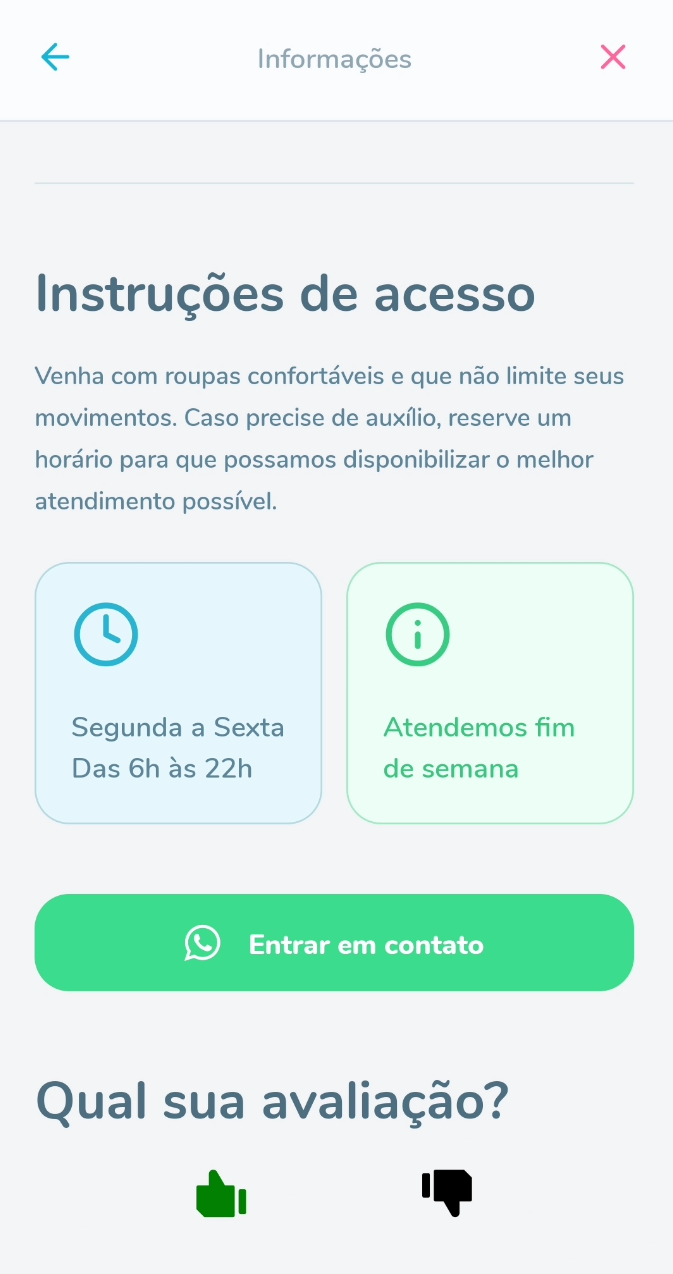 Informações
Instruções de acesso
Venha com roupas confortáveis e que não limite seus
movimentos. Caso precise de auxílio, reserve um
horário para que possamos disponibilizar o melhor
atendimento possível.
Segunda a Sexta
Das 6h às 22h
Atendemos fim
de semana
Entrar em contato
Qual sua avaliação?